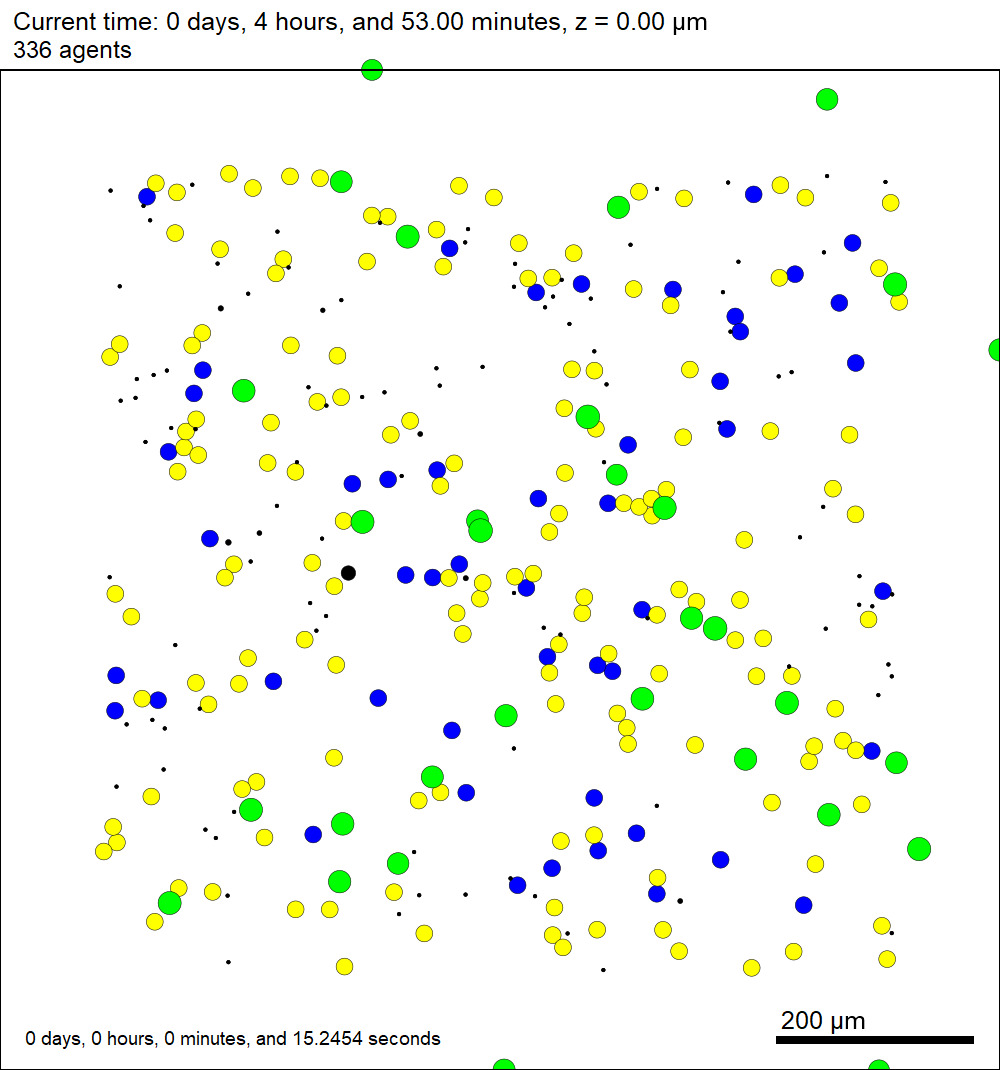 Current time: 0 days, 4 hours, and 53.00 minutes, z = 0.00 μm
336 agents
200 μm
0 days, 0 hours, 0 minutes, and 15.2454 seconds